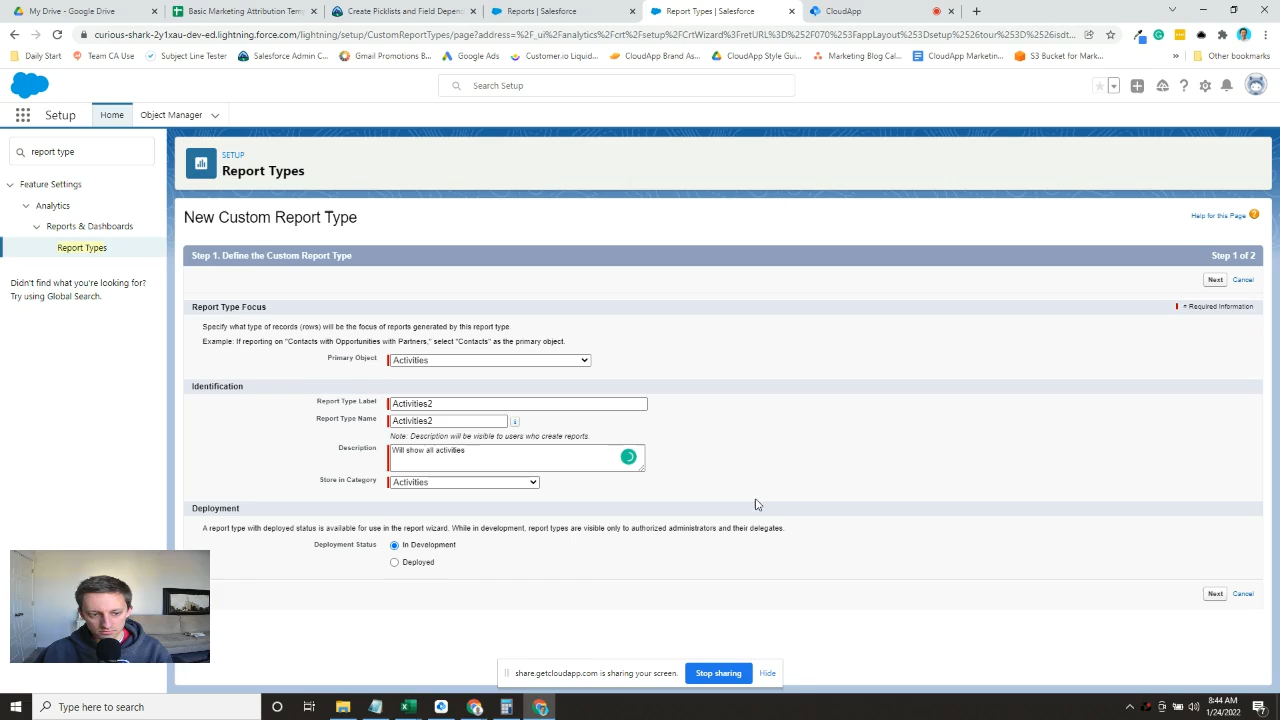 My Drive - Google Drive
Basic Marketing Distribution Temp
Create Picklists and Field Depend
Reports | Salesforce
Report Types | Salesforce
CloudApp
curious-shark-2y1xau-dev-ed.lightning.force.com/lightning/setup/CustomReportTypes/page?address=%2F_ui%2Fanalytics%2Fcrt%2Fsetup%2FCrtWizard%3FretURL%3D%252F070%253FappLayout%3Dsetup%2526tour%253D%2526isdt...
Daily Start
Team CA Use
Subject Line Tester
Salesforce Admin C...
Gmail Promotions B...
Google Ads
Customer.io Liquid...
CloudApp Brand As...
CloudApp Style Gui...
Marketing Blog Cal...
CloudApp Marketin...
S3 Bucket for Mark...
»
Other bookmarks
Search Setup
Setup
Home
Object Manager
report type
Feature Settings
Analytics
Reports & Dashboards
Report Types
Didn't find what you're looking for?
Try using Global Search.
SETUP
Report Types
New Custom Report Type
Help for this Page
Step 1. Define the Custom Report Type
Step 1 of 2
Next
Cancel
Report Type Focus
= Required Information
Specify what type of records (rows) will be the focus of reports generated by this report type.
Example: If reporting on "Contacts with Opportunities with Partners," select "Contacts" as the primary object.
Primary Object
Activities
Identification
Report Type Label
Activities2
Report Type Name
Activities2
i
Note: Description will be visible to users who create reports.
Description
Will show all activities
Store in Category
Activities
Deployment
A report type with deployed status is available for use in the report wizard. While in development, report types are visible only to authorized administrators and their delegates.
Deployment Status
In Development
Deployed
Next
Cancel
share.getcloudapp.com is sharing your screen.
Stop sharing
Hide
Type here to search
8:44 AM
1/24/2022